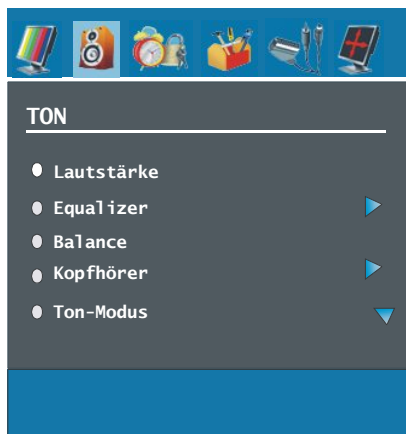 TON
Lautstärke
Equalizer
Balance
Kopfhörer
Ton-Modus